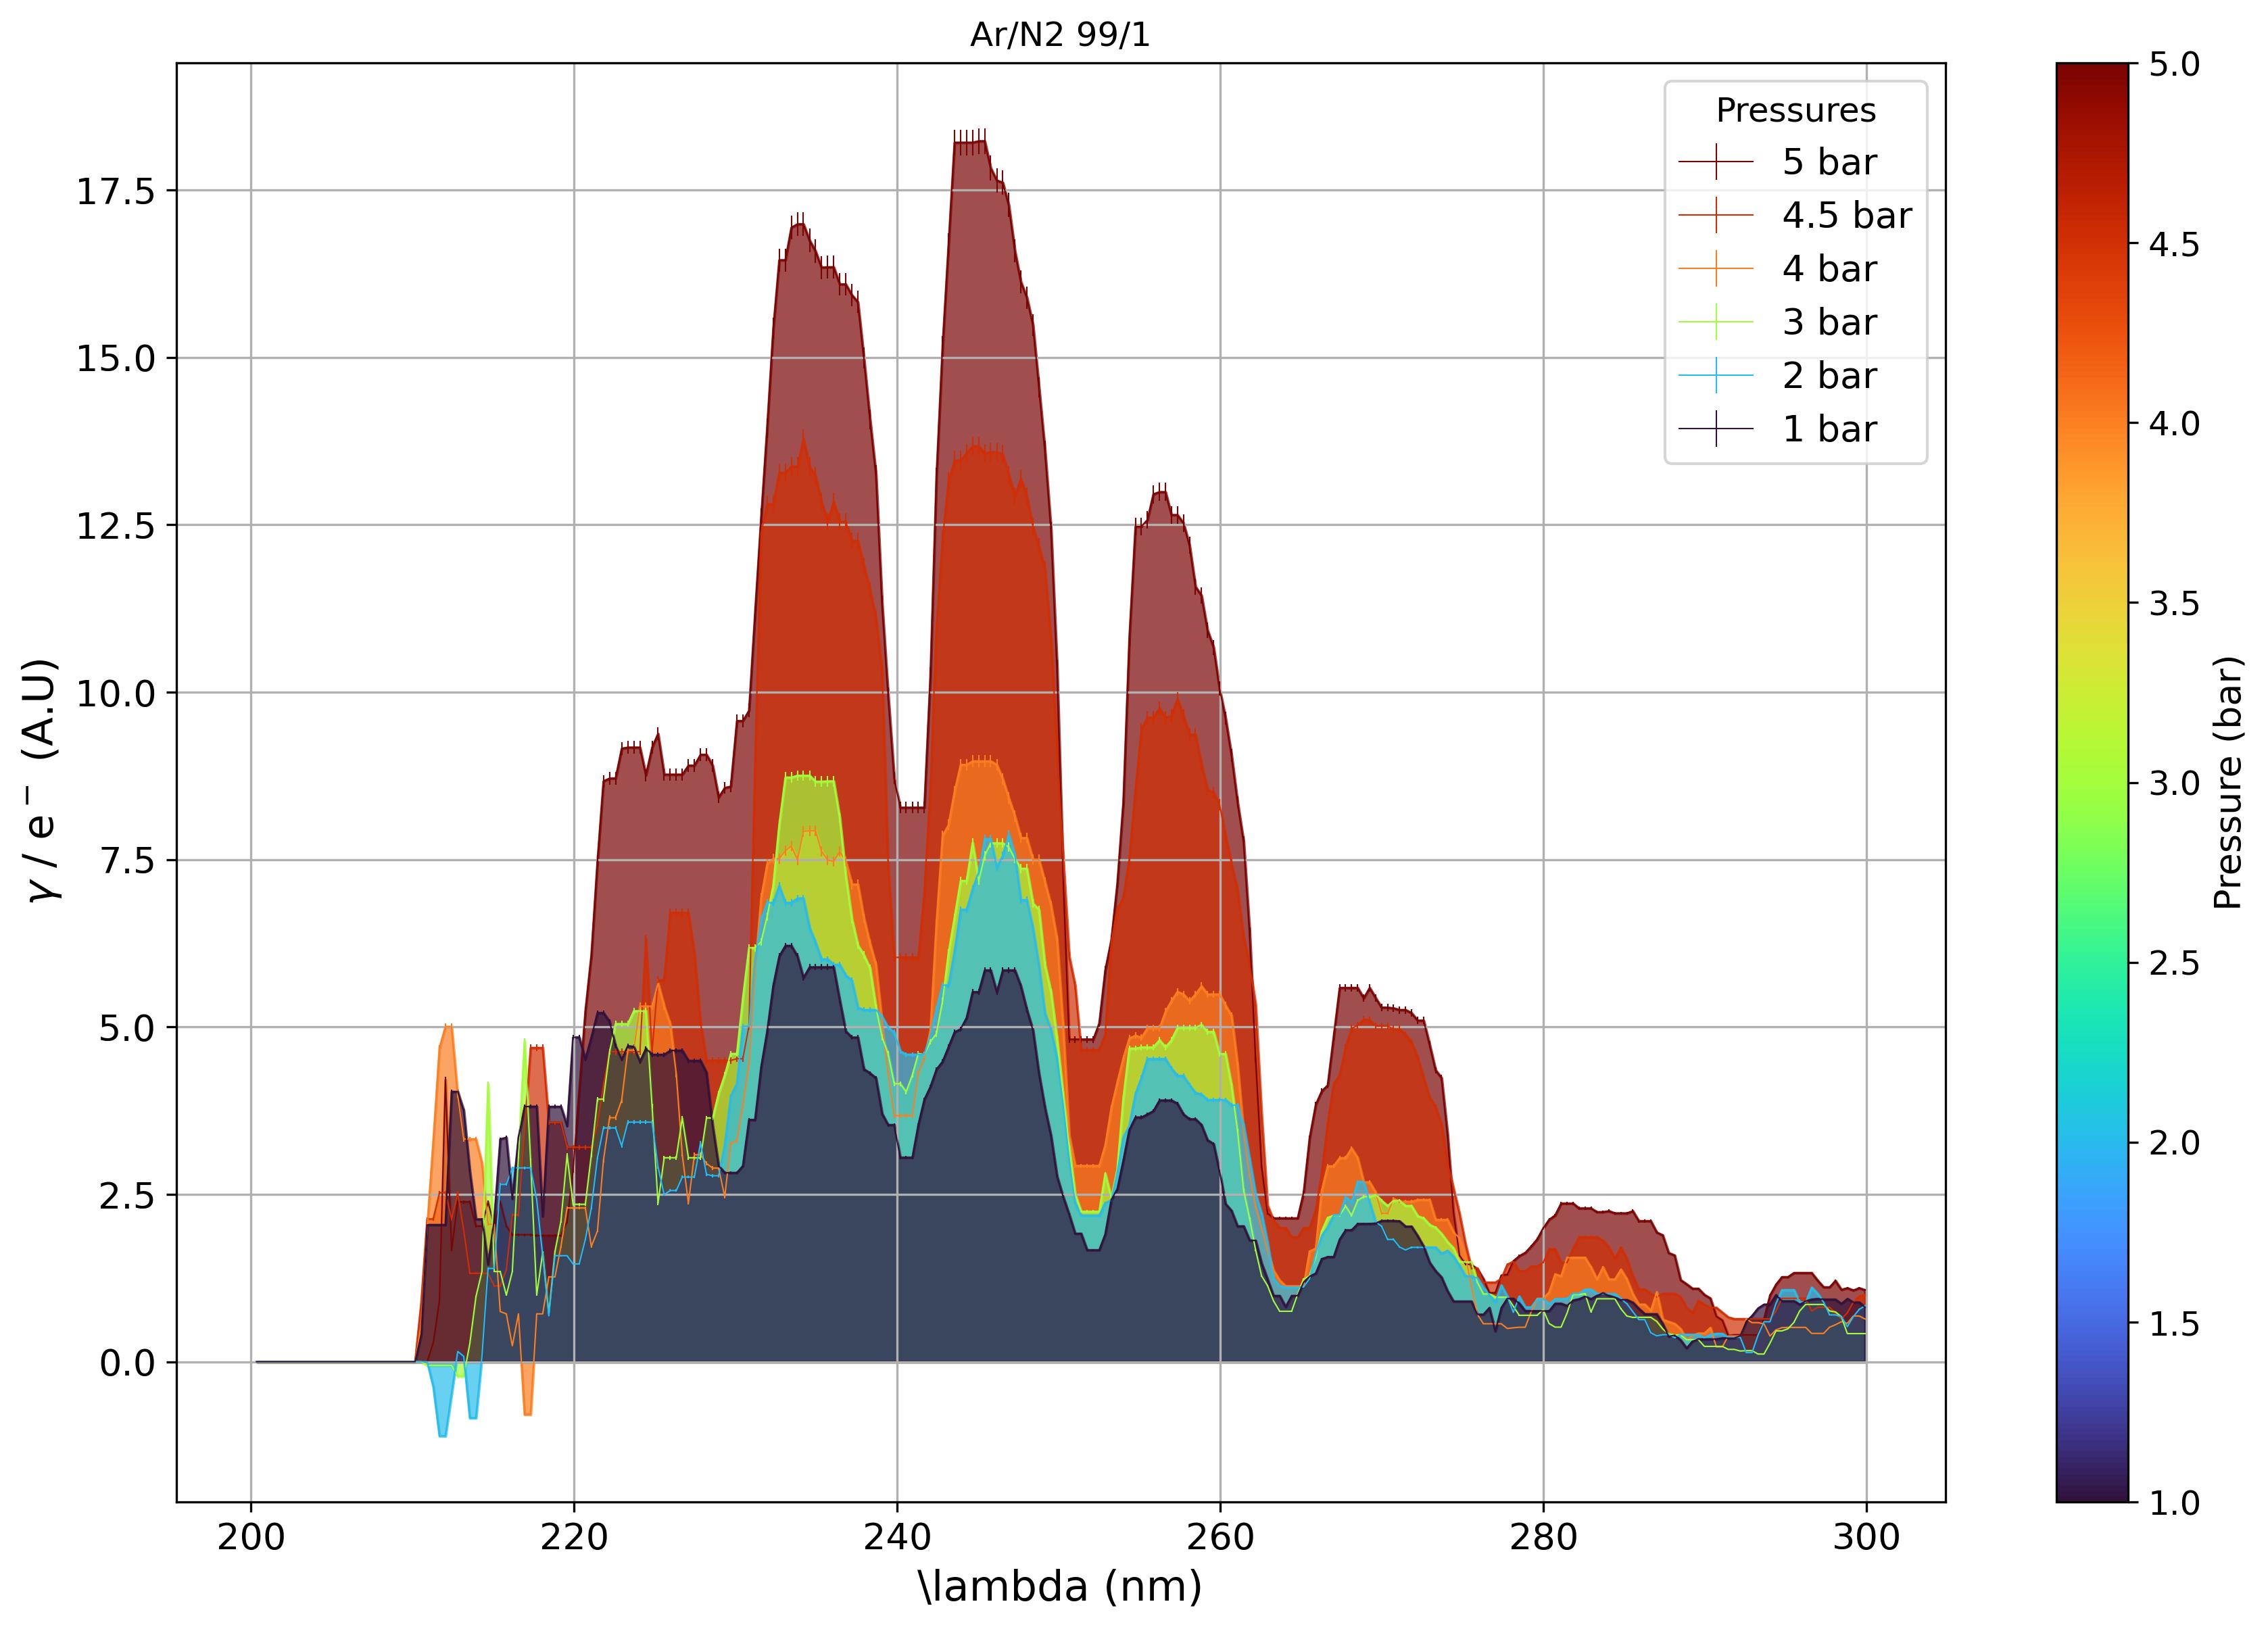 Ar/N2 99/1
γ / e⁻ (A.U)
17.5
15.0
12.5
10.0
7.5
5.0
2.5
0.0
200 220 240 260 280 300
\lambda (nm)
Pressures
5 bar
4.5 bar
4 bar
3 bar
2 bar
1 bar
5.0
4.5
4.0
3.5
3.0
2.5
2.0
1.5
1.0
Pressure (bar)